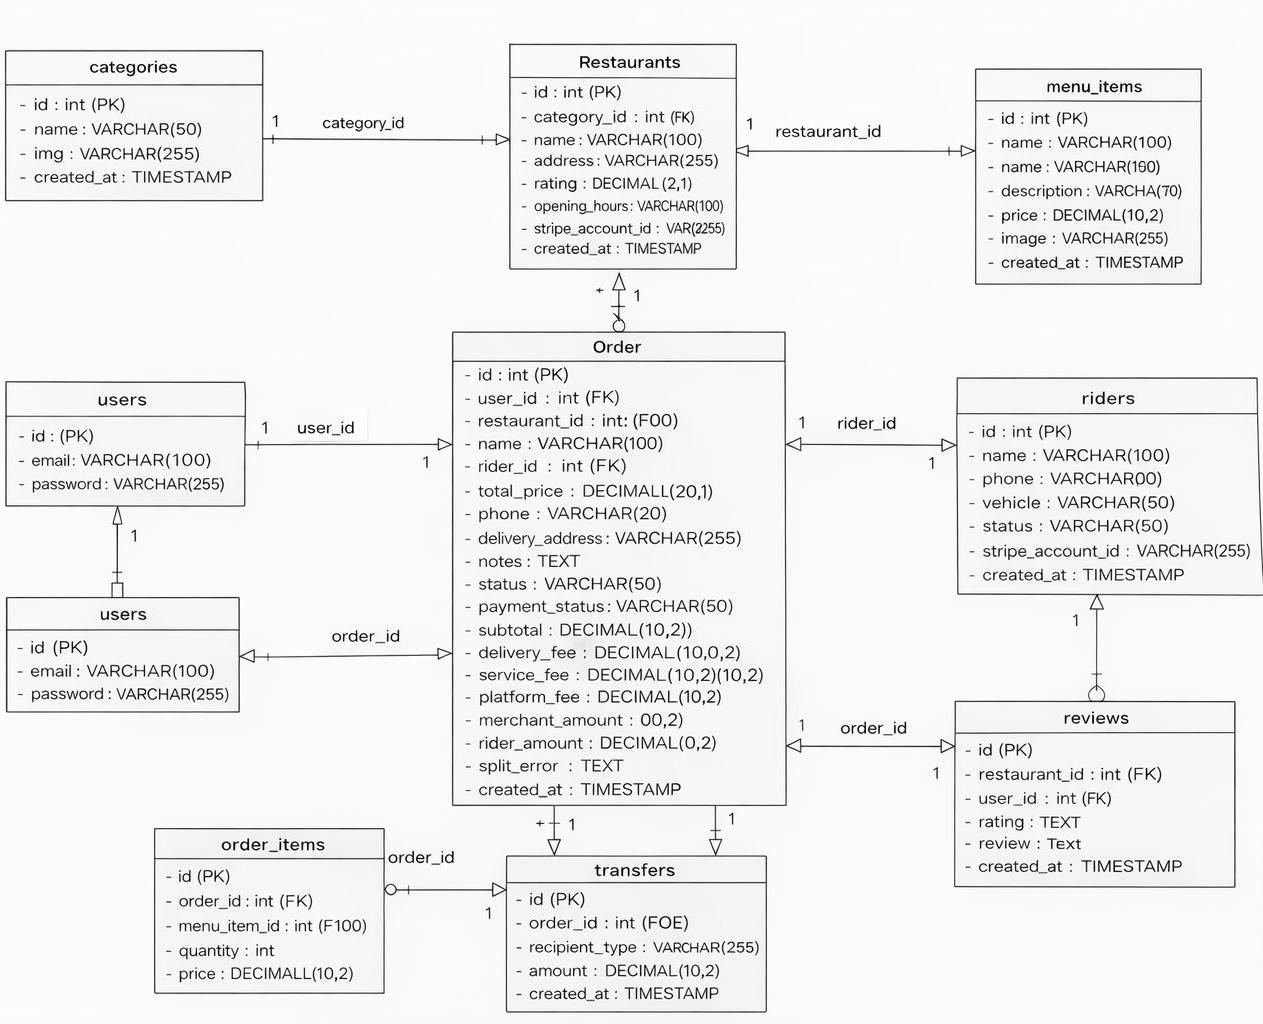 categories
- id : int (PK)
- name : VARCHAR(50)
- img : VARCHAR(255)
- created_at : TIMESTAMP
1
category_id
Restaurants
- id : int (PK)
- category_id : int (FK)
- name : VARCHAR(100)
- address : VARCHAR(255)
- rating : DECIMAL (2,1)
- opening_hours : VARCHAR(100)
- stripe_account_id : VAR(2255)
- created_at : TIMESTAMP
1
restaurant_id
menu_items
- id : int (PK)
- name : VARCHAR(100)
- name : VARCHAR(190)
- description : VARCHA(70)
- price : DECIMAL(10,2)
- image : VARCHAR(255)
- created_at : TIMESTAMP
1
users
- id : (PK)
- email: VARCHAR(100)
- password: VARCHAR(255)
1
user_id
1
1
users
- id (PK)
- email : VARCHAR(100)
- password : VARCHAR(255)
order_id
Order
- id : int (PK)
- user_id : int (FK)
- restaurant_id : int: (F00)
- name : VARCHAR(100)
- rider_id : int (FK)
- total_price : DECIMALL(20,1)
- phone : VARCHAR(20)
- delivery_address : VARCHAR(255)
- notes : TEXT
- status : VARCHAR(50)
- payment_status : VARCHAR(50)
- subtotal : DECIMAL(10,2))
- delivery_fee : DECIMAL(10,0,2)
- service_fee : DECIMAL(10,2)(10,2)
- platform_fee : DECIMAL(10,2)
- merchant_amount : 00,2)
- rider_amount : DECIMAL(0,2)
- split_error : TEXT
- created_at : TIMESTAMP
1
rider_id
1
riders
- id : int (PK)
- name : VARCHAR(100)
- phone : VARCHAR00)
- vehicle : VARCHAR(50)
- status : VARCHAR(50)
- stripe_account_id : VARCHAR(255)
- created_at : TIMESTAMP
1
1
order_id
1
reviews
- id (PK)
- restaurant_id : int (FK)
- user_id : int (FK)
- rating : TEXT
- review : Text
- created_at : TIMESTAMP
1
1
order_items
- id (PK)
- order_id : int (FK)
- menu_item_id : int (F100)
- quantity : int
- price : DECIMALL(10,2)
order_id
1
transfers
- id (PK)
- order_id : int (FOE)
- recipient_type : VARCHAR(255)
- amount : DECIMAL(10,2)
- created_at : TIMESTAMP